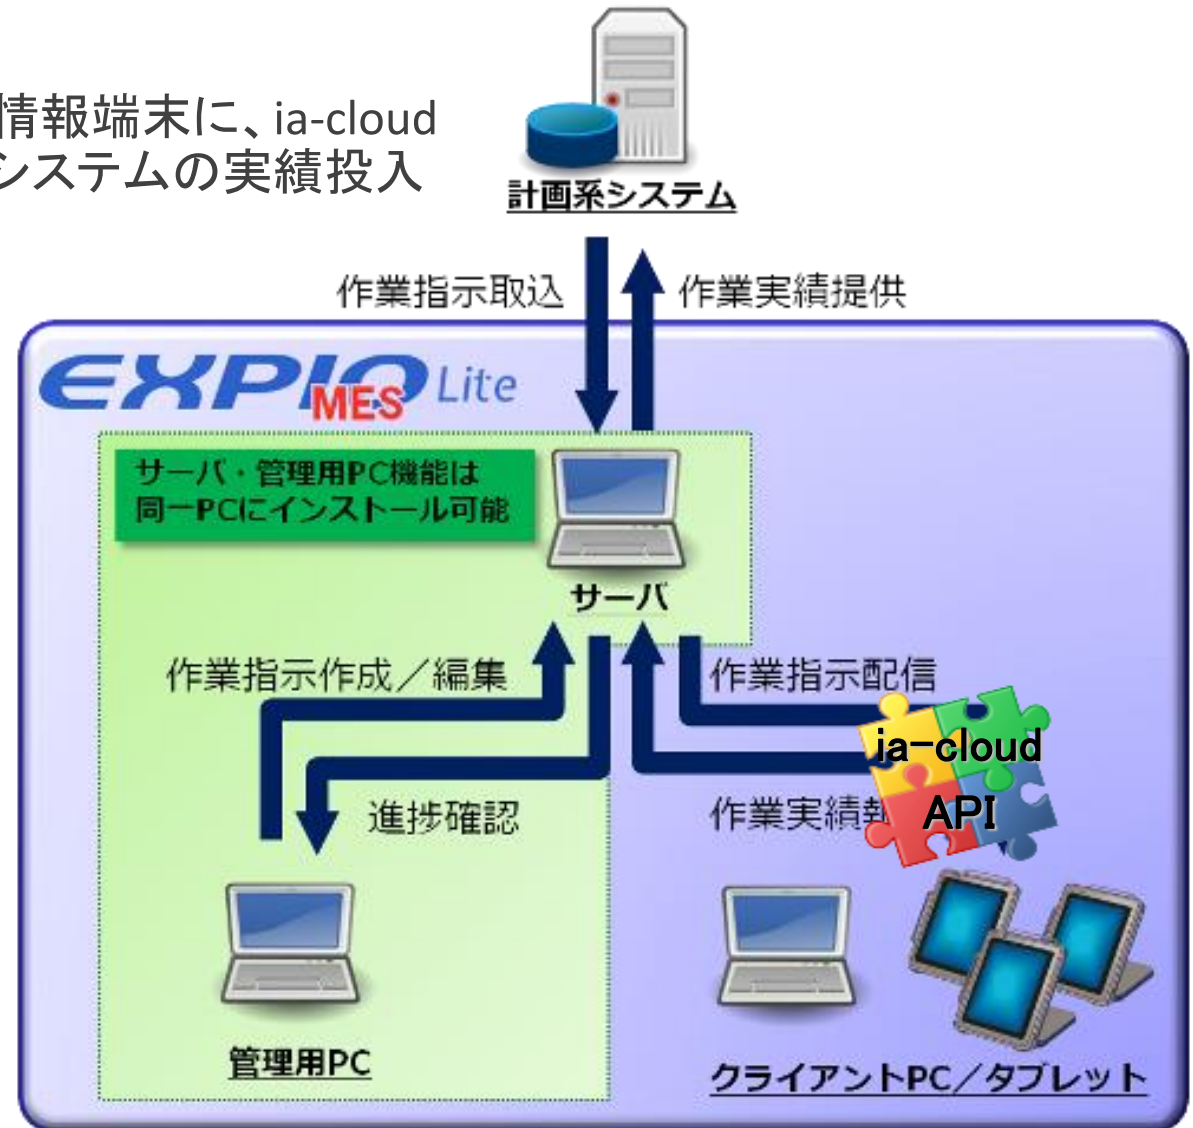 情報端末に、ia-cloud
システムの実績投入
計画系システム
作業指示取込
作業実績提供
EXPIO MES Lite
サーバ・管理用PC機能は
同一PCにインストール可能
サーバ
作業指示作成／編集
作業指示配信
ia-cloud
API
進捗確認
作業実績報
管理用PC
クライアントPC／タブレット